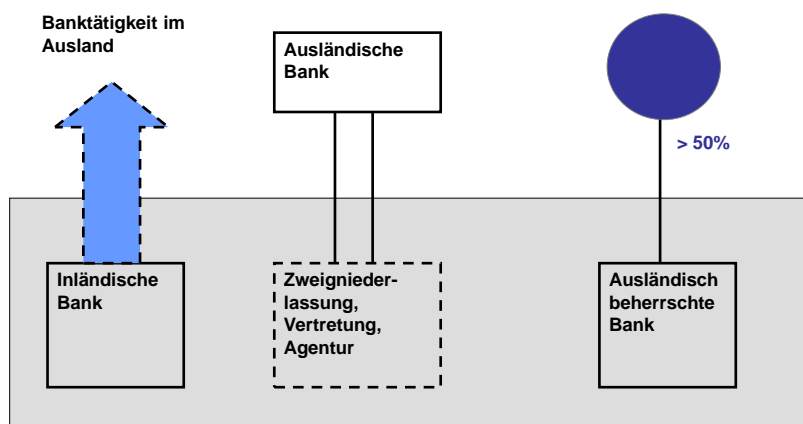 Banktätigkeit im
Ausland
Ausländische
Bank
> 50%
Inländische
Bank
Zweignieder-
lassung,
Vertretung,
Agentur
Ausländisch
beherrschte
Bank